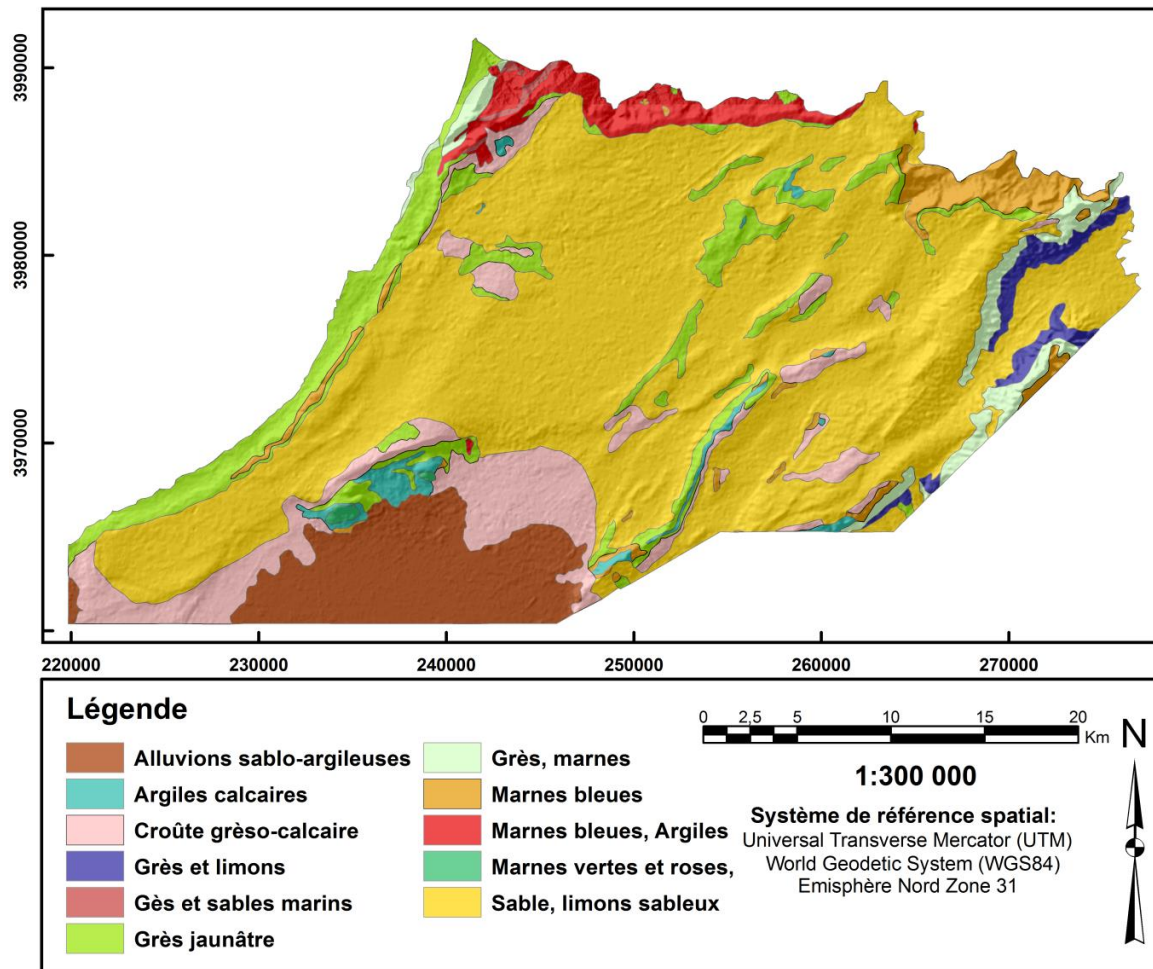 3990000
3980000
3970000
220000 230000 240000 250000 260000 270000
Légende
Alluvions sablo-argileuses
Argiles calcaires
Croûte grèso-calcaire
Grès et limons
Gès et sables marins
Grès jaunâtre
Grès, marnes
Marnes bleues
Marnes bleues, Argiles
Marnes vertes et roses,
Sable, limons sableux
0 2,5 5 10 15 20
Km
N
1:300 000
Système de référence spatial:
Universal Transverse Mercator (UTM)
World Geodetic System (WGS84)
Emisphère Nord Zone 31